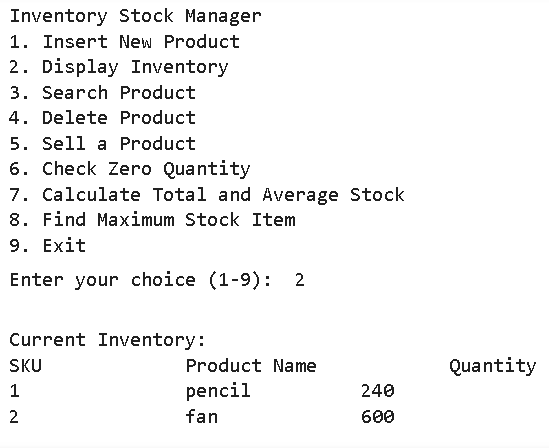 Inventory Stock Manager
1. Insert New Product
2. Display Inventory
3. Search Product
4. Delete Product
5. Sell a Product
6. Check Zero Quantity
7. Calculate Total and Average Stock
8. Find Maximum Stock Item
9. Exit
Enter your choice (1-9):  2
Current Inventory:
SKU             Product Name            Quantity
1               pencil          240
2               fan             600